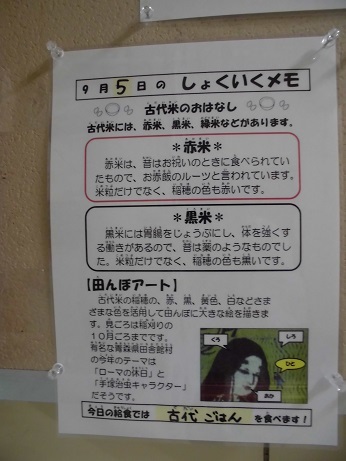 9月5日の しょくいくメモ
古代米のおはなし
古代米には、赤米、黒米、緑米などがあります。
＊赤米＊
赤米は、昔はお祝いのときに食べられてい
たもので、お赤飯のルーツと言われています。
米粒だけでなく、稲穂の色も赤いです。
＊黒米＊
黒米には胃腸をじょうぶにし、体を強くす
る働きがあるので、昔は薬のようなものでし
た。米粒だけでなく、稲穂の色も黒いです。
【田んぼアート】
古代米の稲穂の、赤、黒、黄色、白などさま
ざまな色を活用して田んぼに大きな絵を描きま
す。見ごろは稲刈りの
１０月ごろまでです。
有名な青森県田舎館村
の今年のテーマは
「ローマの休日」と
「手塚治虫キャラクター」
だそうです。
くろ
しろ
あか
今日の給食では 古代ごはん を食べます！